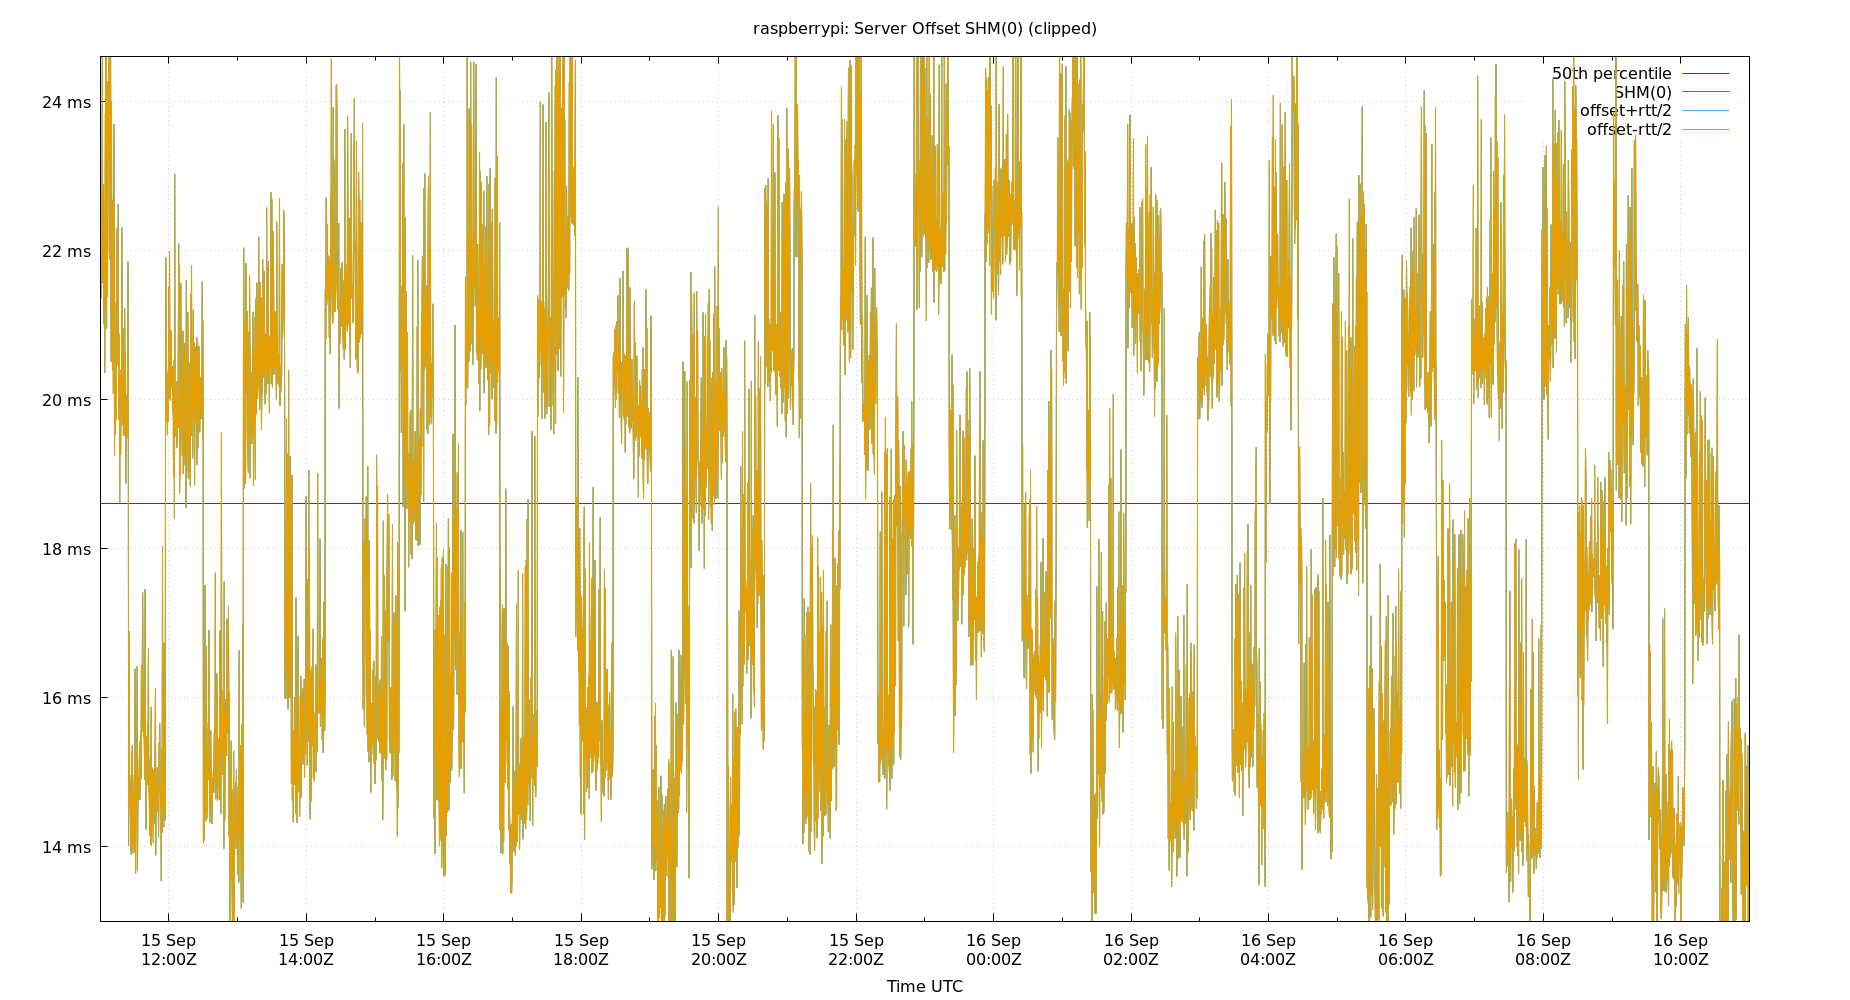 raspberrypi: Server Offset SHM(0) (clipped)
50th percentile
SHM(0)
offset+rtt/2
offset-rtt/2
24 ms
22 ms
20 ms
18 ms
16 ms
14 ms
15 Sep 15 Sep 15 Sep 15 Sep 15 Sep 15 Sep 16 Sep 16 Sep 16 Sep 16 Sep 16 Sep 16 Sep
12:00Z 14:00Z 16:00Z 18:00Z 20:00Z 22:00Z 00:00Z 02:00Z 04:00Z 06:00Z 08:00Z 10:00Z
Time UTC